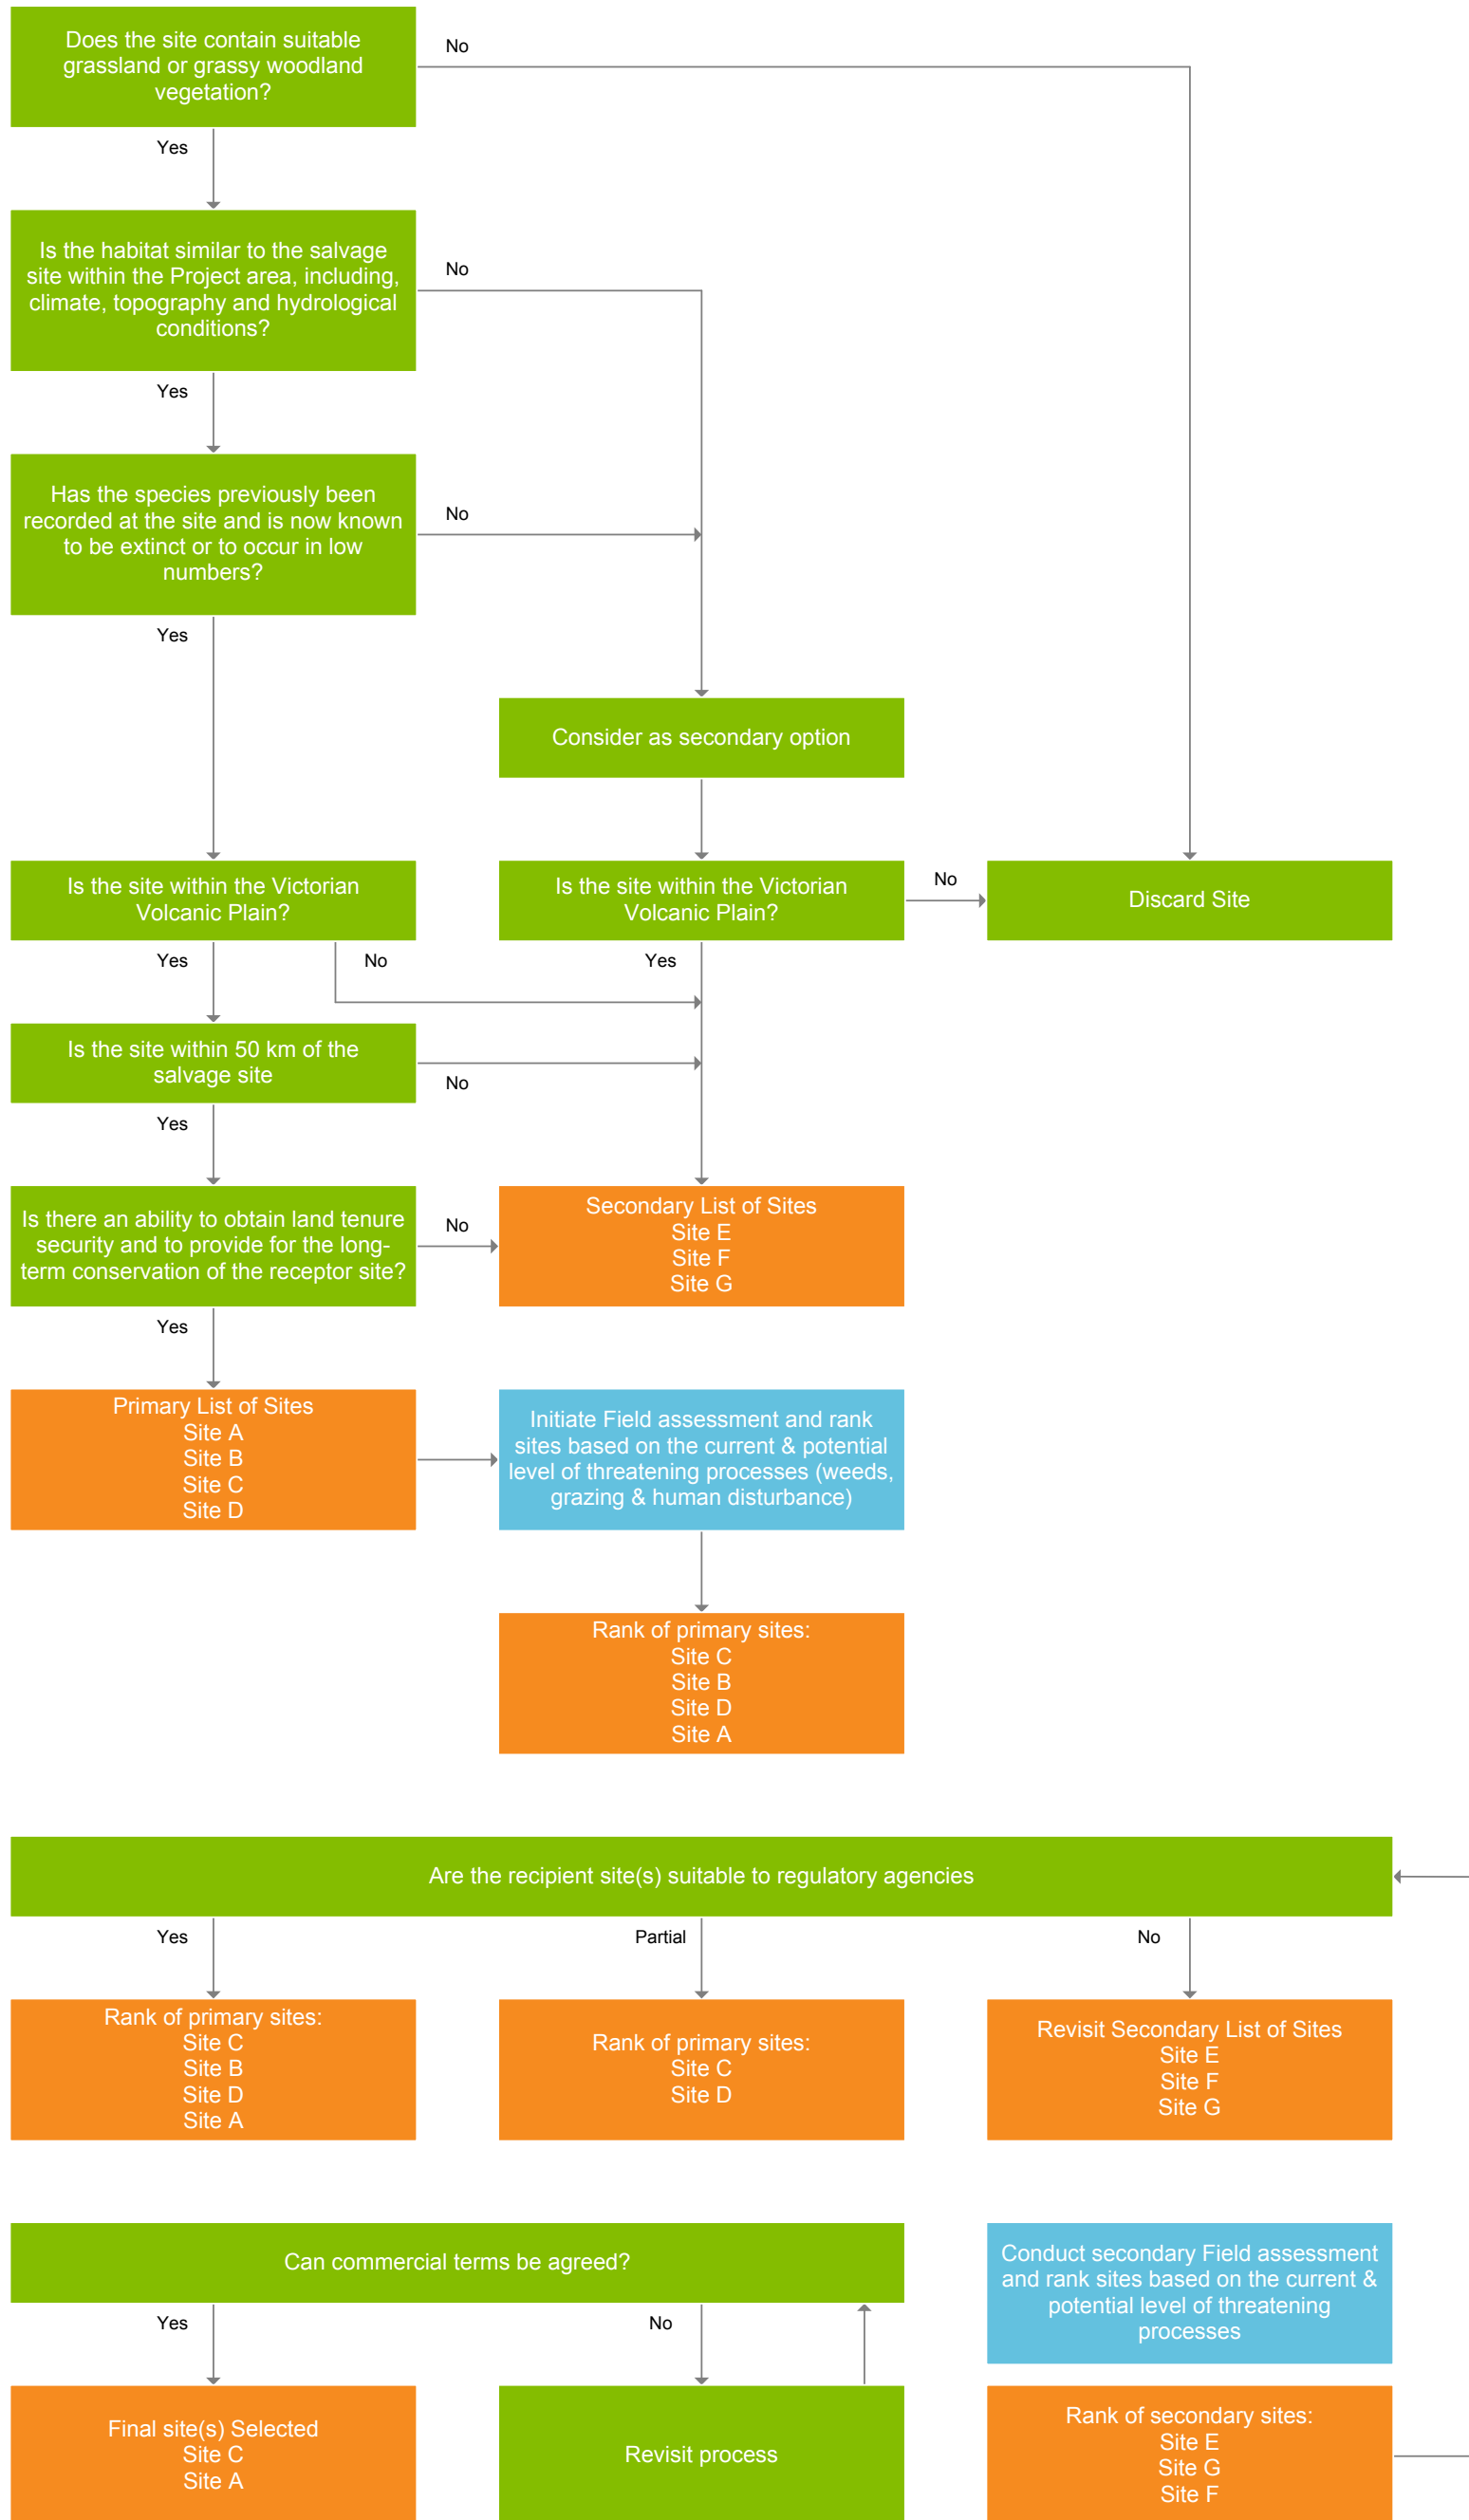 Does the site contain suitable
grassland or grassy woodland
vegetation?
No
Yes
Is the habitat similar to the salvage
site within the Project area, including,
climate, topography and hydrological
conditions?
No
Yes
Has the species previously been
recorded at the site and is now known
to be extinct or to occur in low
numbers?
No
Yes
Consider as secondary option
Is the site within the Victorian
Volcanic Plain?
Yes
No
Is the site within the Victorian
Volcanic Plain?
No
Yes
Discard Site
Is the site within 50 km of the
salvage site
No
Yes
Is there an ability to obtain land tenure
security and to provide for the long-
term conservation of the receptor site?
No
Yes
Secondary List of Sites
Site E
Site F
Site G
Primary List of Sites
Site A
Site B
Site C
Site D
Initiate Field assessment and rank
sites based on the current & potential
level of threatening processes (weeds,
grazing & human disturbance)
Rank of primary sites:
Site C
Site B
Site D
Site A
Are the recipient site(s) suitable to regulatory agencies
Yes
Partial
No
Rank of primary sites:
Site C
Site B
Site D
Site A
Rank of primary sites:
Site C
Site D
Revisit Secondary List of Sites
Site E
Site F
Site G
Can commercial terms be agreed?
Yes
No
Conduct secondary Field assessment
and rank sites based on the current &
potential level of threatening
processes
Final site(s) Selected
Site C
Site A
Revisit process
Rank of secondary sites:
Site E
Site G
Site F